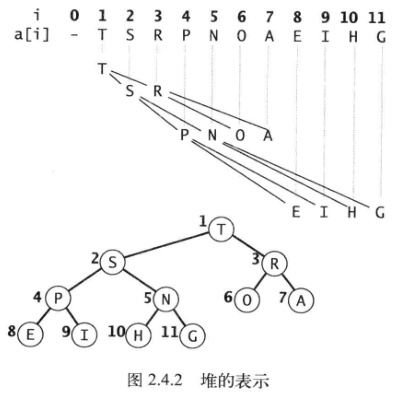 i 0 1 2 3 4 5 6 7 8 9 10 11
a[i] - T S R P N O A E I H G
T
S R
P N O A
E I H G
1 T
2 S 3 R
4 P 5 N 6 O 7 A
8 E 9 I 10 H 11 G
图 2.4.2 堆的表示